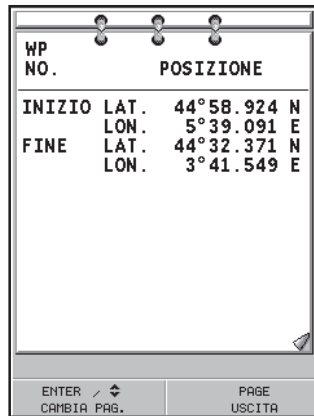 WP
NO. POSIZIONE
INIZIO LAT. 44°58.924 N
LON. 5°39.091 E
FINE LAT. 44°32.371 N
LON. 3°41.549 E
ENTER / ◆ PAGE
CAMBIA PAG. USCITA